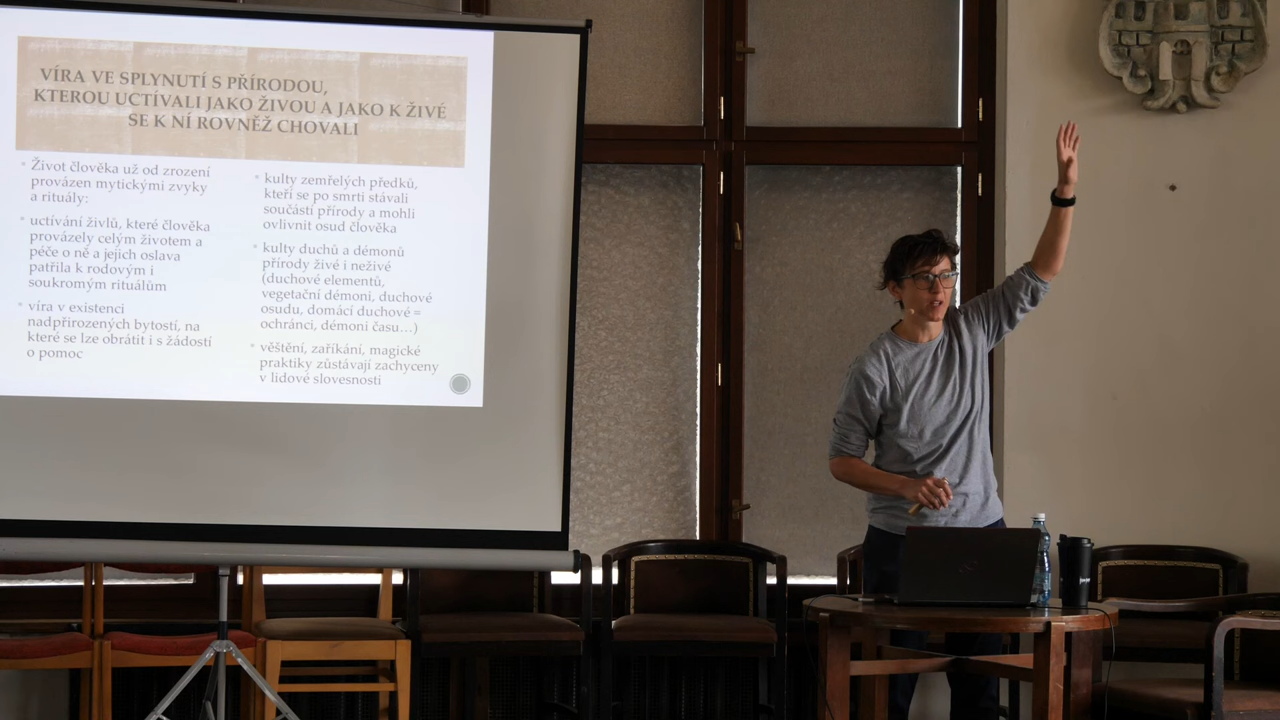 VÍRA VE SPLYNUTÍ S PŘÍRODOU,
KTEROU UCTÍVALI JAKO ŽIVOU A JAKO K ŽIVÉ
SE K NÍ ROVNĚŽ CHOVALI
Život člověka už od zrození
provázen mytickými zvyky
a rituály:
uctívání živlů, které člověka
provázely celým životem a
péče o ně a jejich oslava
patřila k rodovým i
soukromým rituálům
víra v existenci
nadpřirozených bytostí, na
které se lze obrátit i s žádostí
o pomoc
kulty zemřelých předků,
kteří se po smrti stávali
součástí přírody a mohli
ovlivnit osud člověka
kulty duchů a démonů
přírody živé i neživé
(duchové elementů,
vegetační démoni, duchové
osudu, domácí duchové =
ochránci, démoni času…)
věštění, zaříkání, magické
praktiky zůstávají zachyceny
v lidové slovesnosti